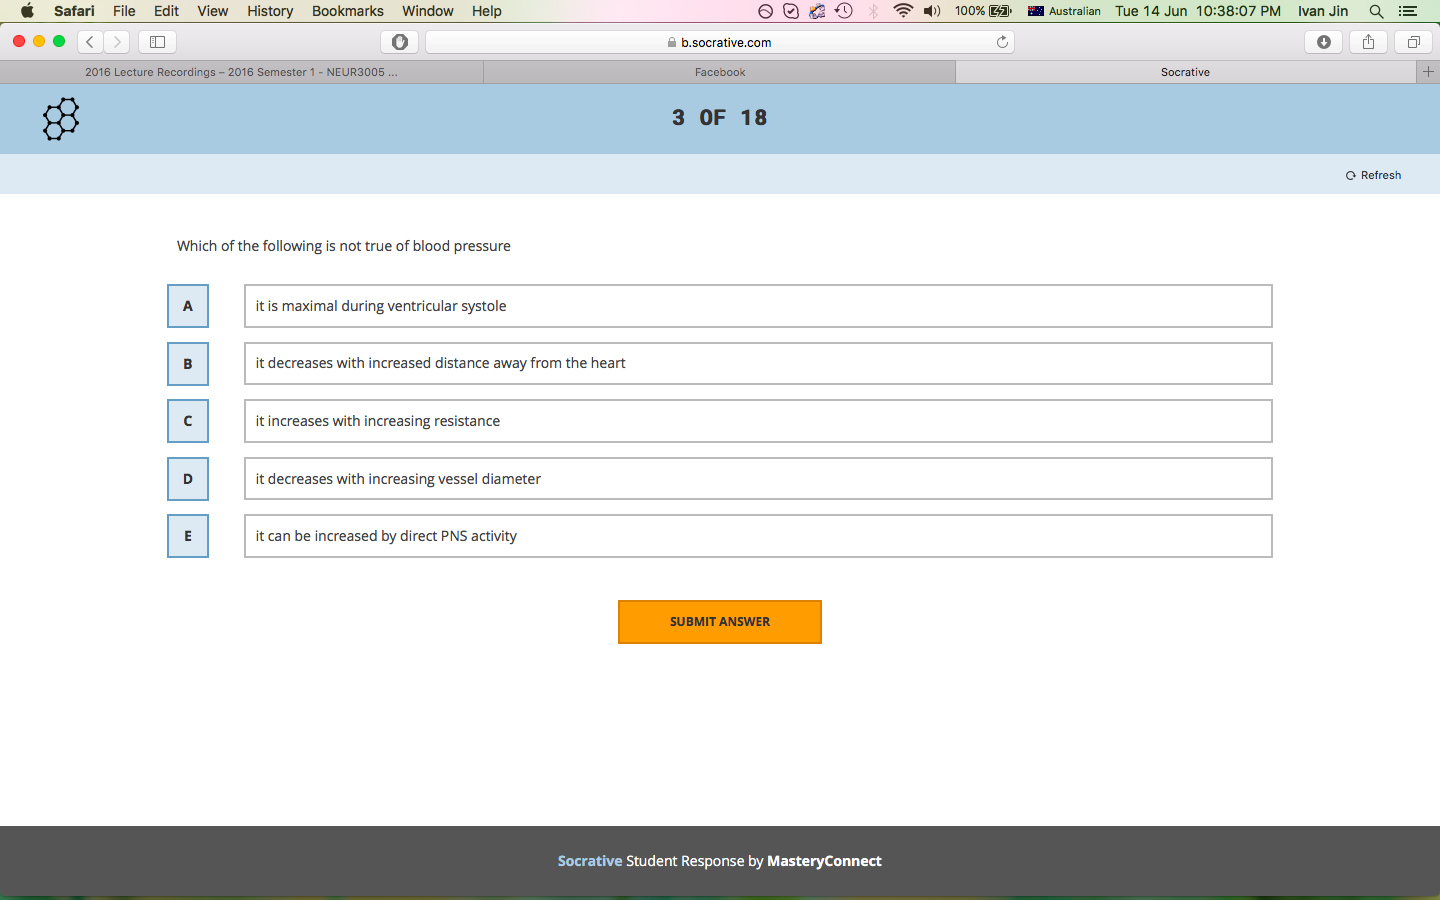 Safari File Edit View History Bookmarks Window Help 100% Australian Tue 14 Jun 10:38:07 PM Ivan Jin
b.socrative.com
2016 Lecture Recordings – 2016 Semester 1 - NEUR3005 ... Facebook Socrative
3 OF 18
Refresh
Which of the following is not true of blood pressure
A it is maximal during ventricular systole
B it decreases with increased distance away from the heart
C it increases with increasing resistance
D it decreases with increasing vessel diameter
E it can be increased by direct PNS activity
SUBMIT ANSWER
Socrative Student Response by MasteryConnect